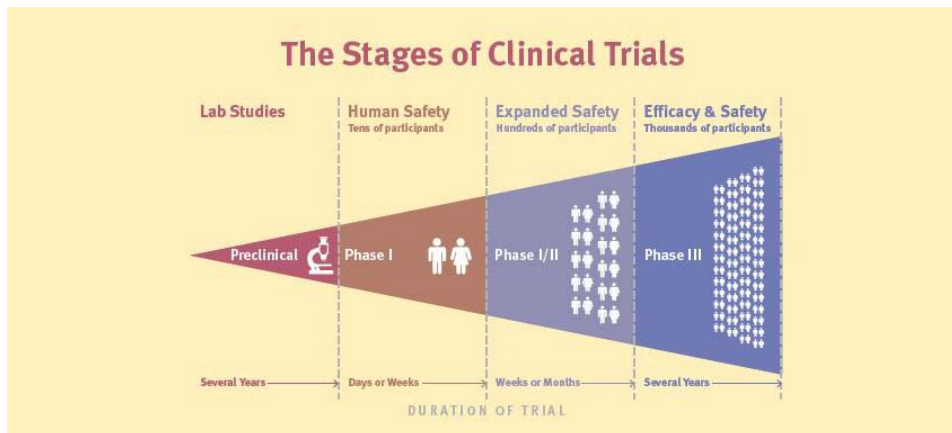 The Stages of Clinical Trials
Lab Studies
Human Safety
Tens of participants
Expanded Safety
Hundreds of participants
Efficacy & Safety
Thousands of participants
Preclinical
Phase I
Phase I/II
Phase III
Several Years
Days or Weeks
Weeks or Months
Several Years
DURATION OF TRIAL